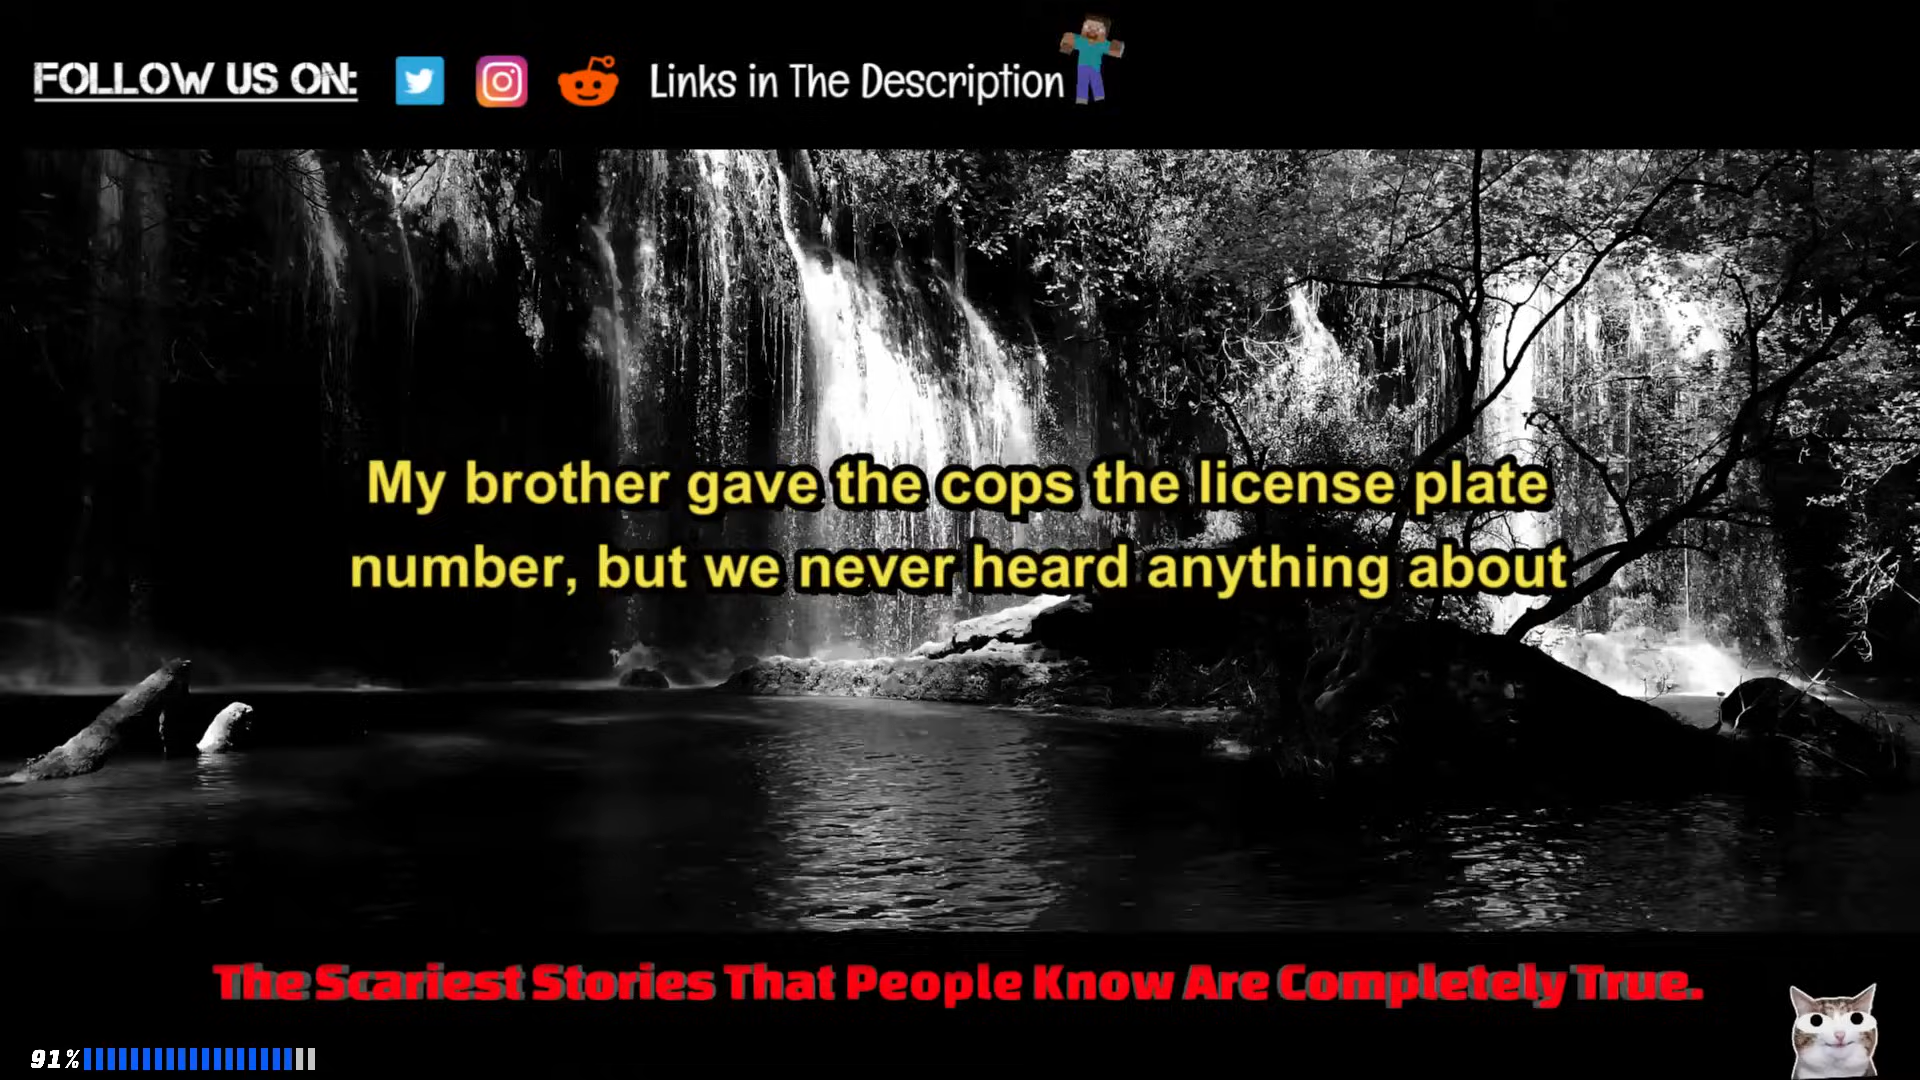 FOLLOW US ON: Links in The Description
My brother gave the cops the license plate
number, but we never heard anything about
The Scariest Stories That People Know Are Completely True.
91%